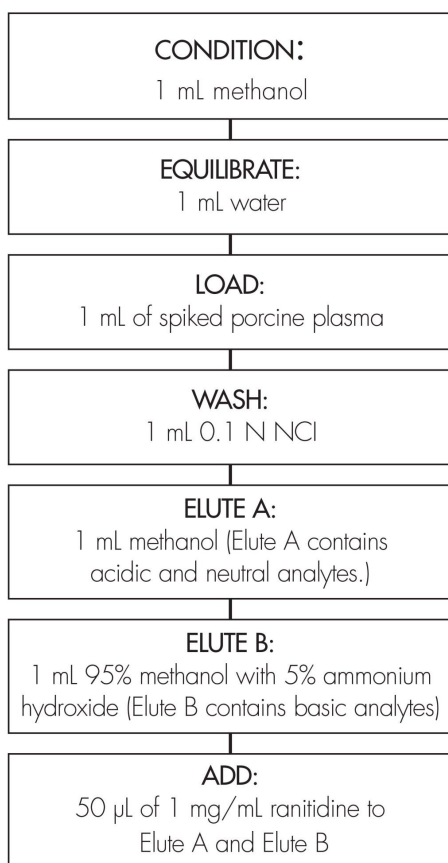 CONDITION:
1 mL methanol
EQUILIBRATE:
1 mL water
LOAD:
1 mL of spiked porcine plasma
WASH:
1 mL 0.1 N NCl
ELUTE A:
1 mL methanol (Elute A contains
acidic and neutral analytes.)
ELUTE B:
1 mL 95% methanol with 5% ammonium
hydroxide (Elute B contains basic analytes)
ADD:
50 µL of 1 mg/mL ranitidine to
Elute A and Elute B